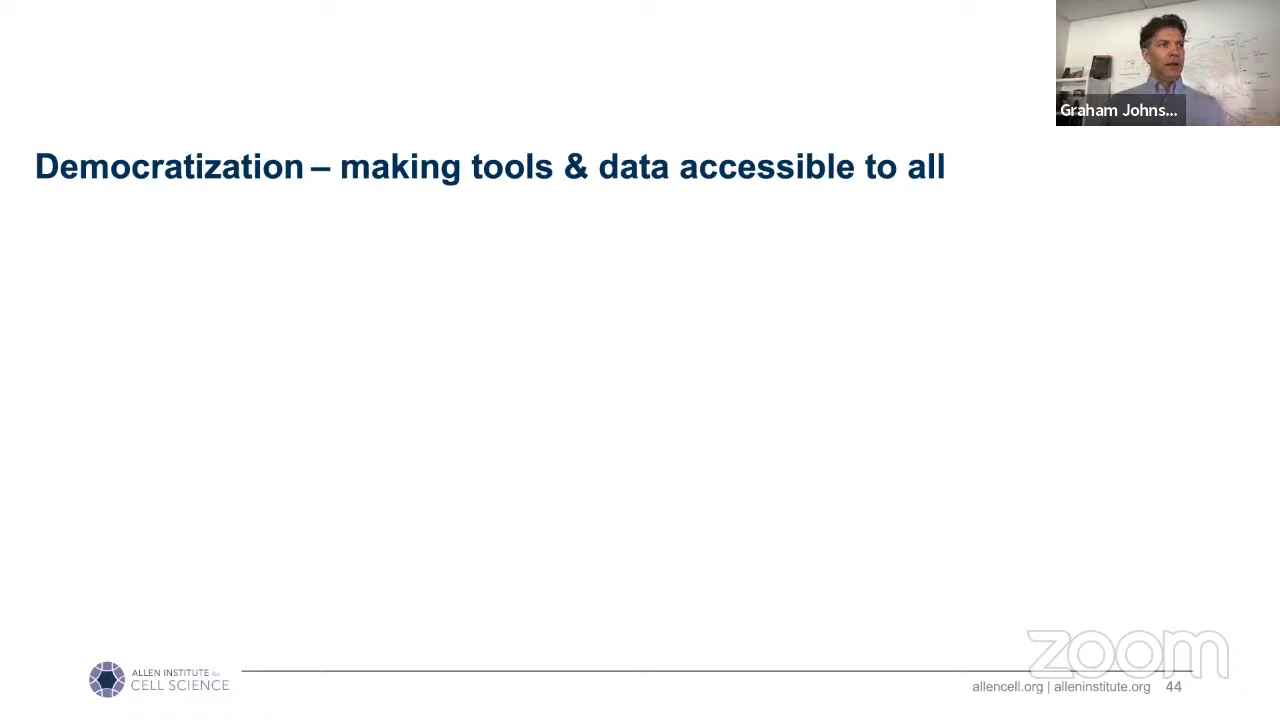 Graham Johns...
Democratization – making tools & data accessible to all
zoom
ALLEN INSTITUTE for
CELL SCIENCE
allencell.org | alleninstitute.org 44